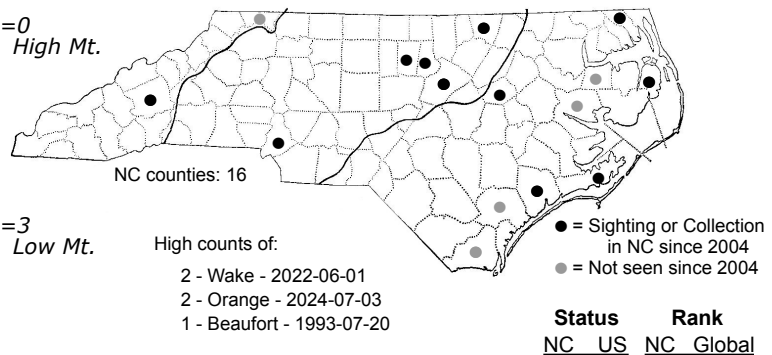 =0
High Mt.
NC counties: 16
=3
Low Mt.
High counts of:
2 - Wake - 2022-06-01
2 - Orange - 2024-07-03
1 - Beaufort - 1993-07-20
= Sighting or Collection
in NC since 2004
= Not seen since 2004
Status Rank
NC US NC Global